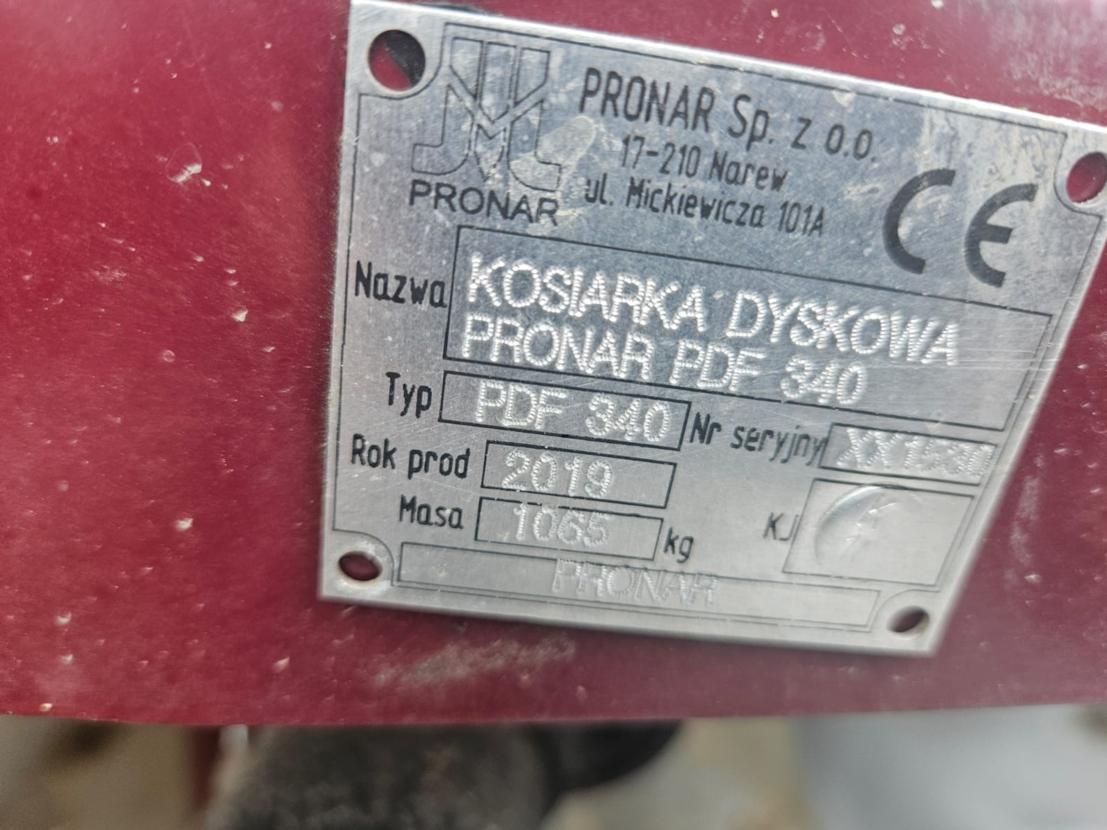 PRONAR
PRONAR Sp. z o.o.
17-210 Narew
ul. Mickiewicza 101A
CE
Nazwa
KOSIARKA DYSKOWA
PRONAR PDF 340
Typ PDF 340 Nr seryjny
Rok prod 2019
Masa 1065 kg KJ
PRONAR